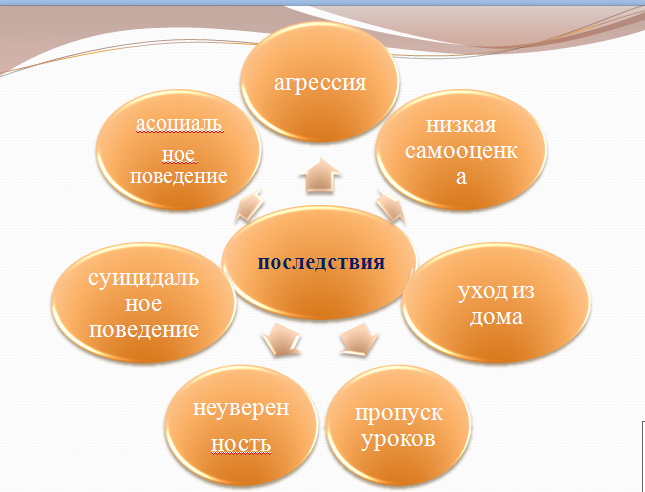 агрессия
низкая
самооценк
а
уход из
дома
пропуск
уроков
неуверен
ность
суицидаль
ное
поведение
асоциаль
ное
поведение
последствия